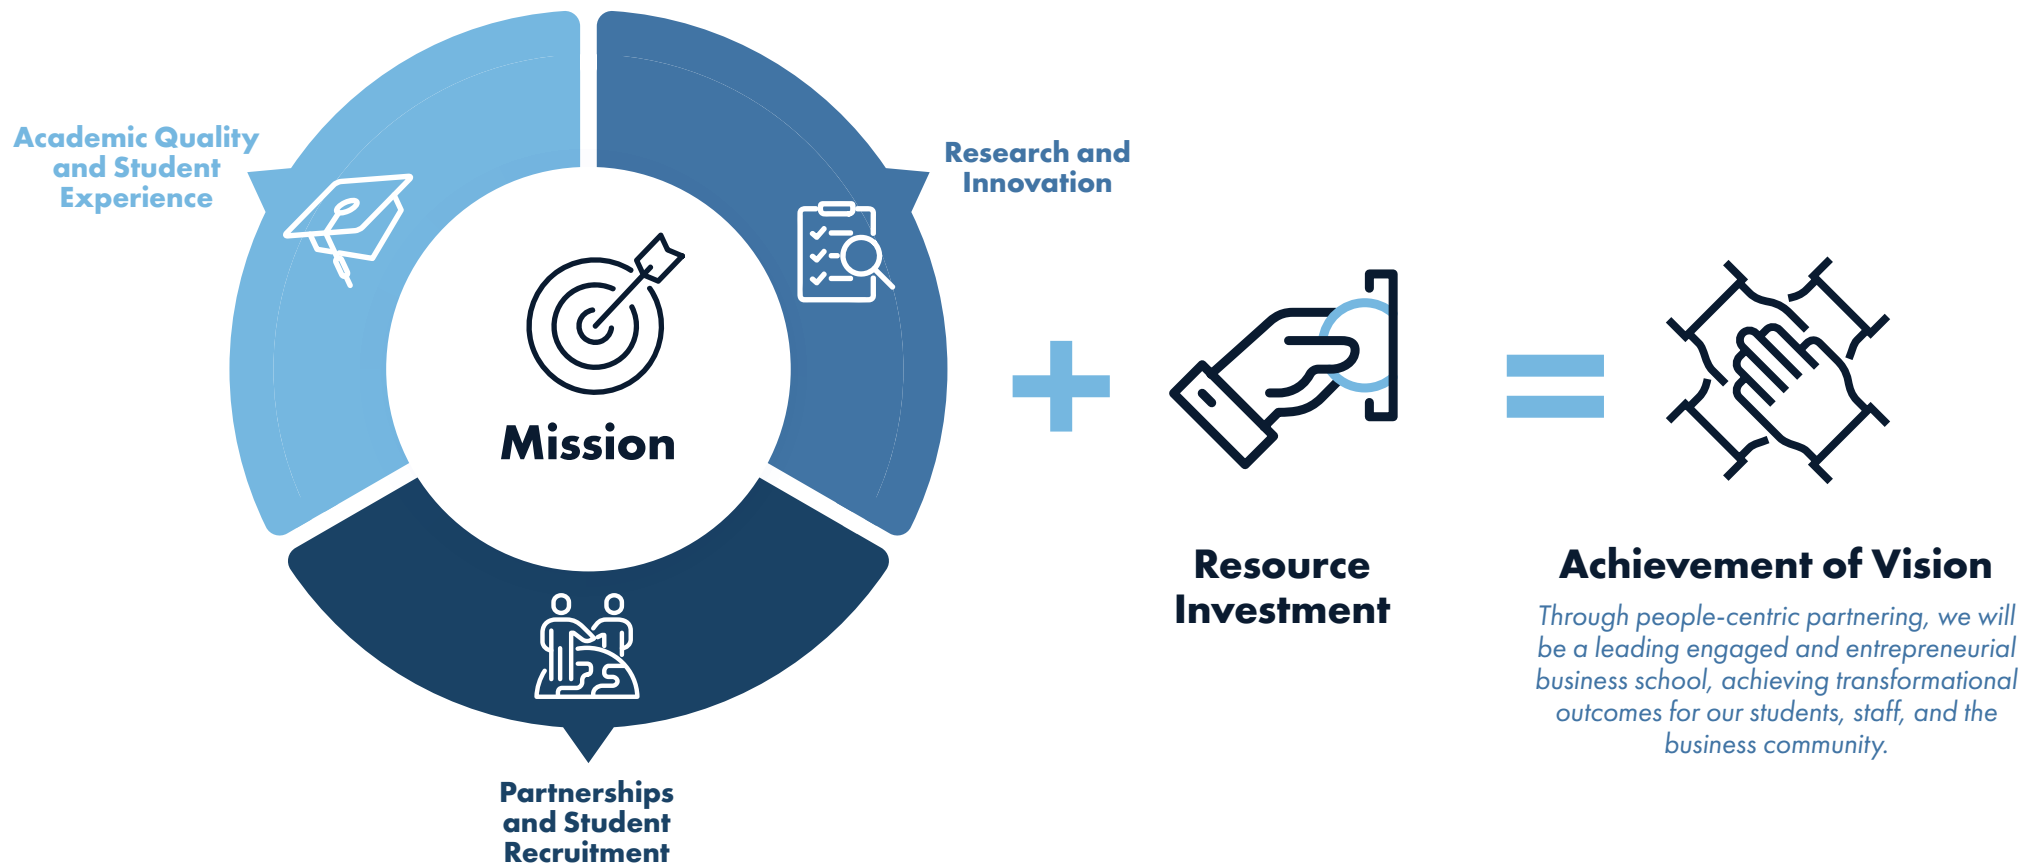 Academic Quality
and Student
Experience
Research and
Innovation
Mission
Partnerships
and Student
Recruitment
Resource
Investment
Achievement of Vision
Through people-centric partnering, we will
be a leading engaged and entrepreneurial
business school, achieving transformational
outcomes for our students, staff, and the
business community.